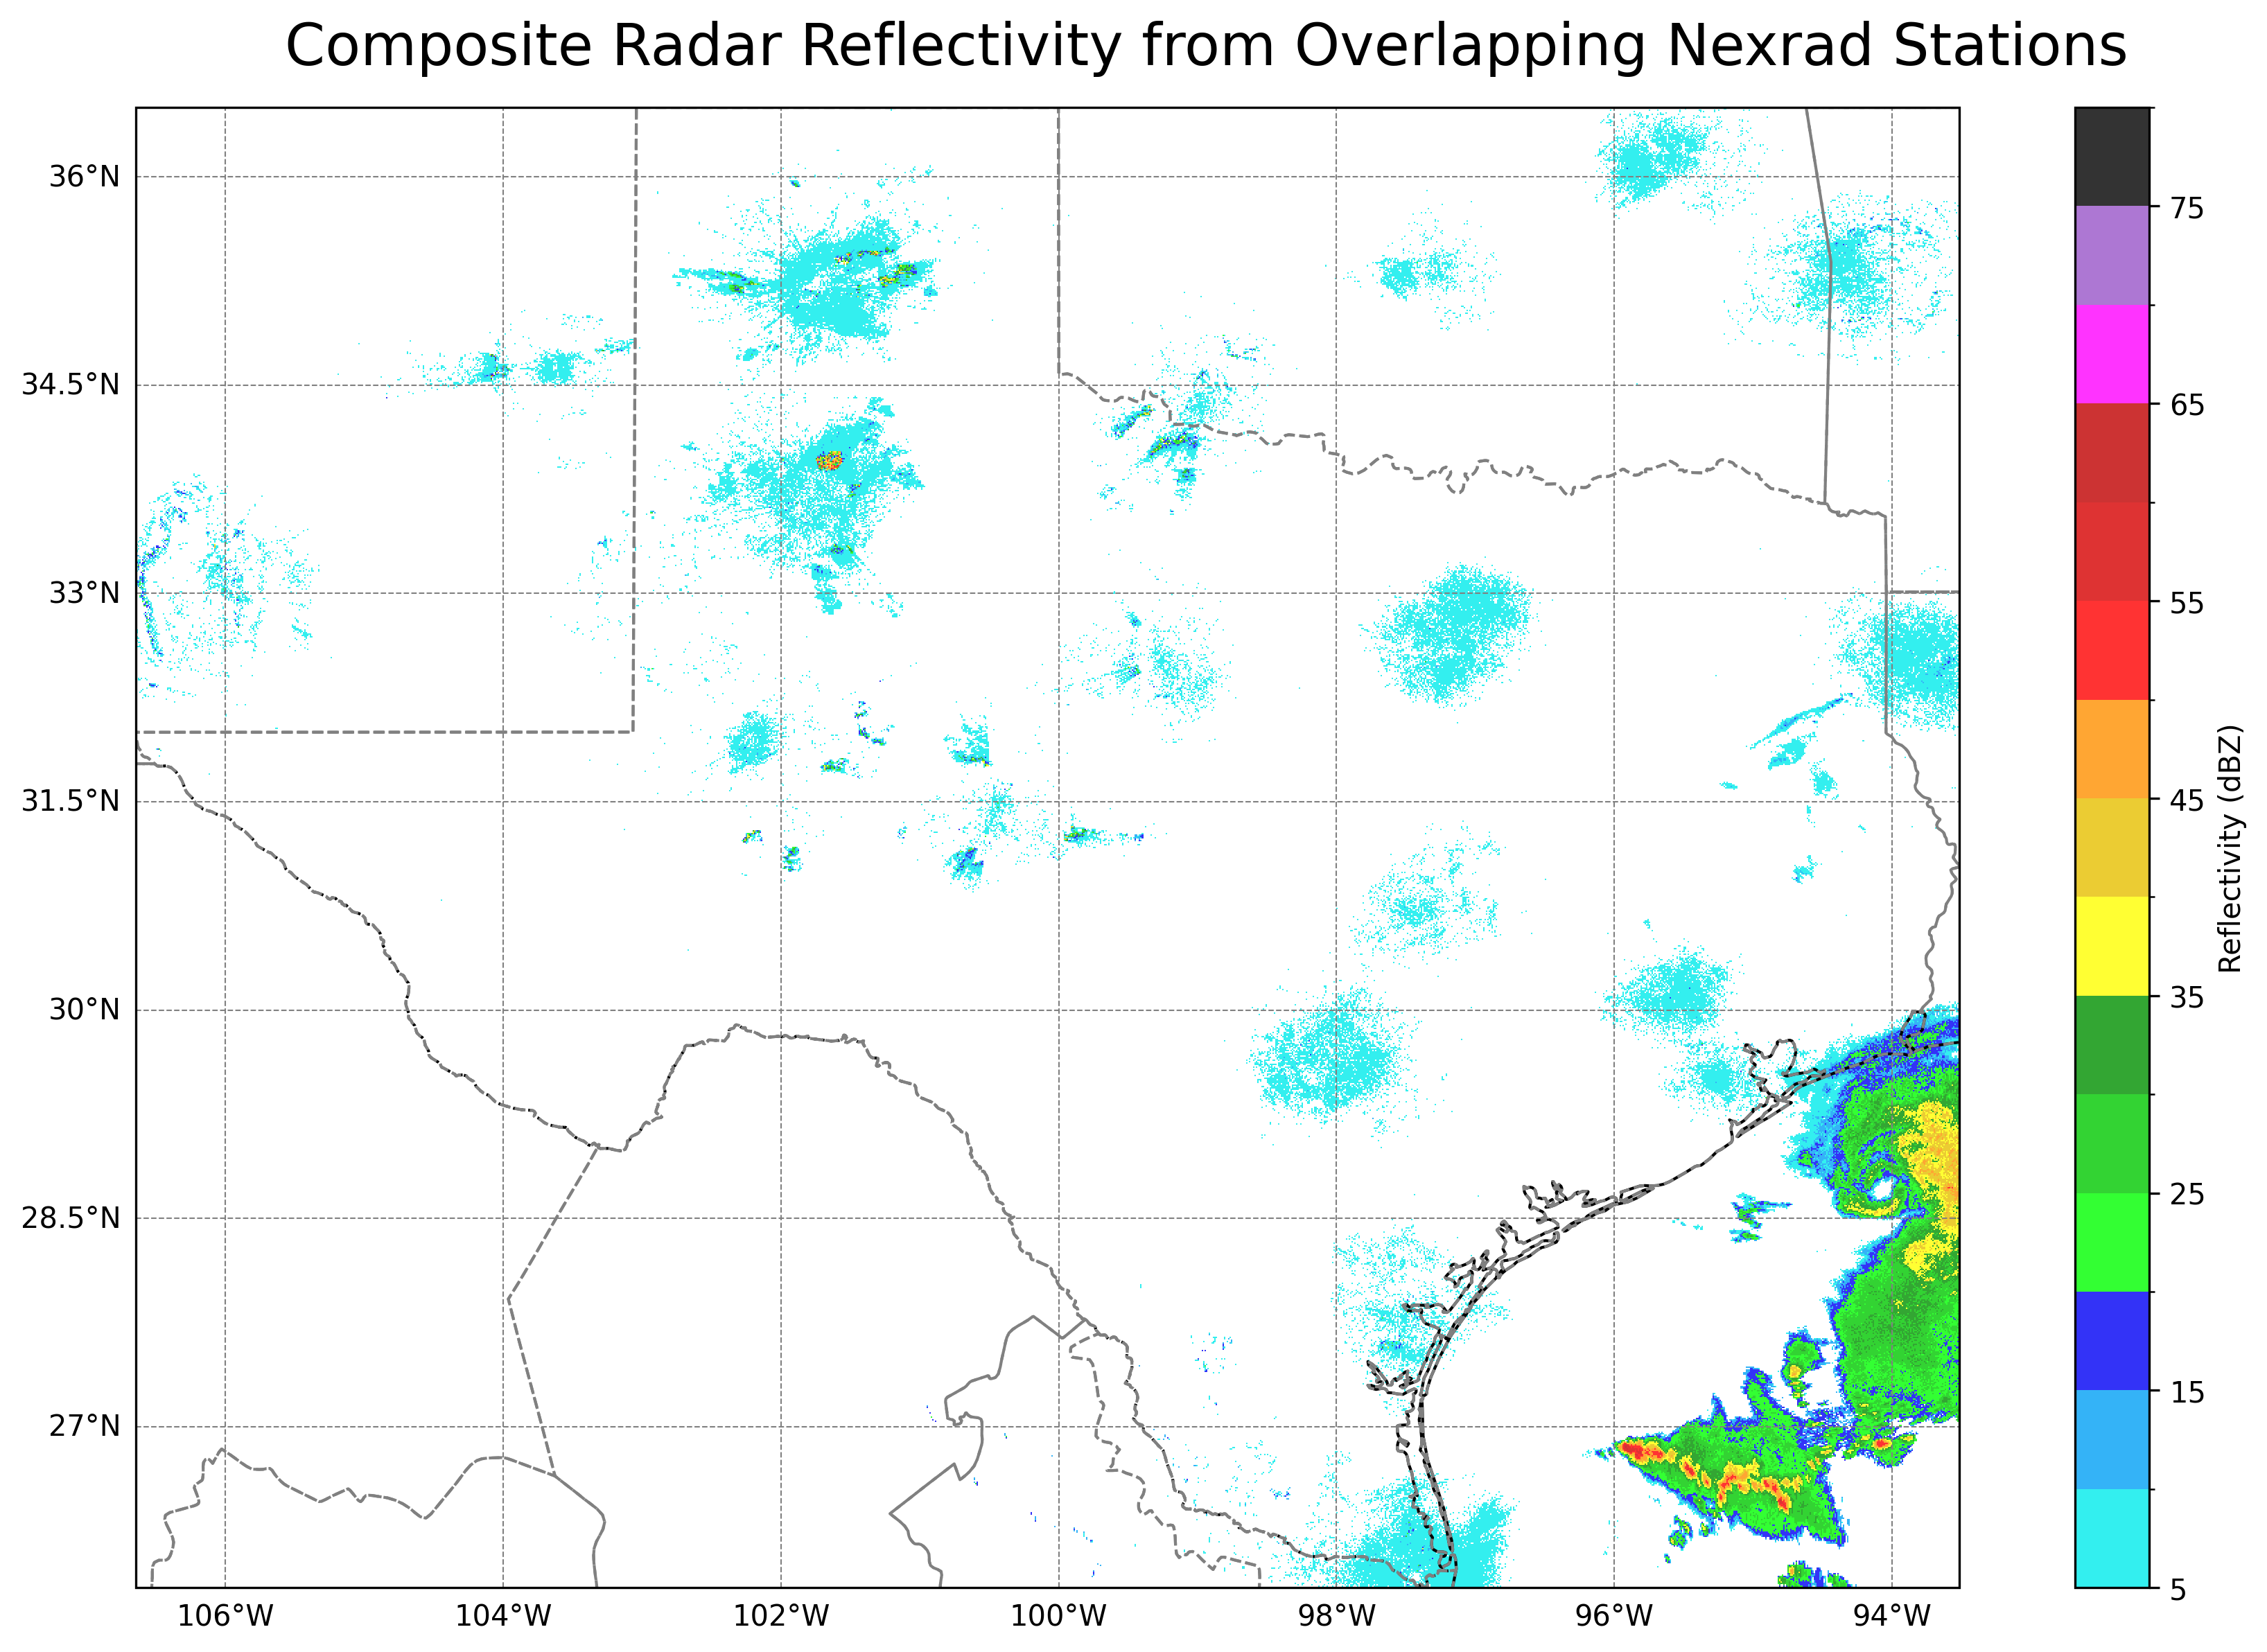 Composite Radar Reflectivity from Overlapping Nexrad Stations
36°N
34.5°N
33°N
31.5°N
30°N
28.5°N
27°N
106°W
104°W
102°W
100°W
98°W
96°W
94°W
75
65
55
45
35
25
15
5
Reflectivity (dBZ)